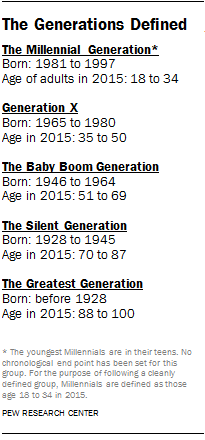 The Generations Defined
The Millennial Generation*
Born: 1981 to 1997
Age of adults in 2015: 18 to 34
Generation X
Born: 1965 to 1980
Age in 2015: 35 to 50
The Baby Boom Generation
Born: 1946 to 1964
Age in 2015: 51 to 69
The Silent Generation
Born: 1928 to 1945
Age in 2015: 70 to 87
The Greatest Generation
Born: before 1928
Age in 2015: 88 to 100
* The youngest Millennials are in their teens. No
chronological end point has been set for this
group. For the purpose of following a cleanly
defined group, Millennials are defined as those
age 18 to 34 in 2015.
PEW RESEARCH CENTER